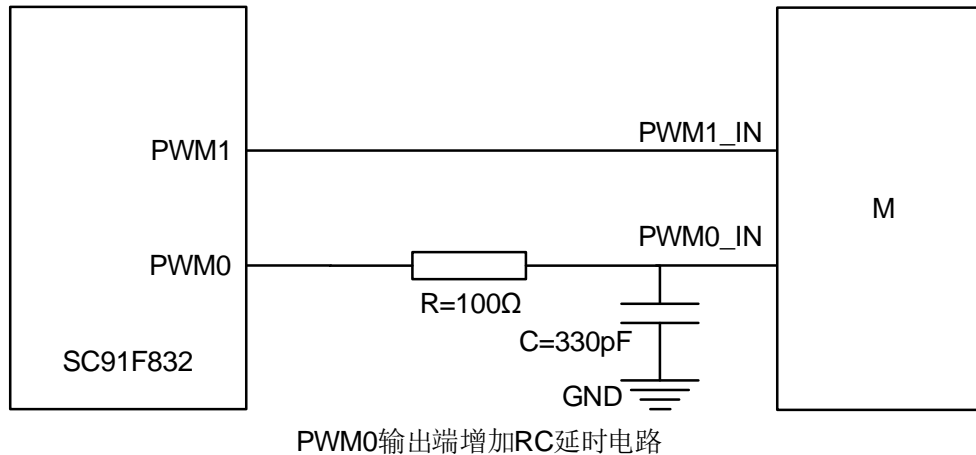 PWM1
PWM1_IN
M
PWM0
PWM0_IN
R=100Ω
C=330pF
SC91F832
GND
PWM0输出端增加RC延时电路